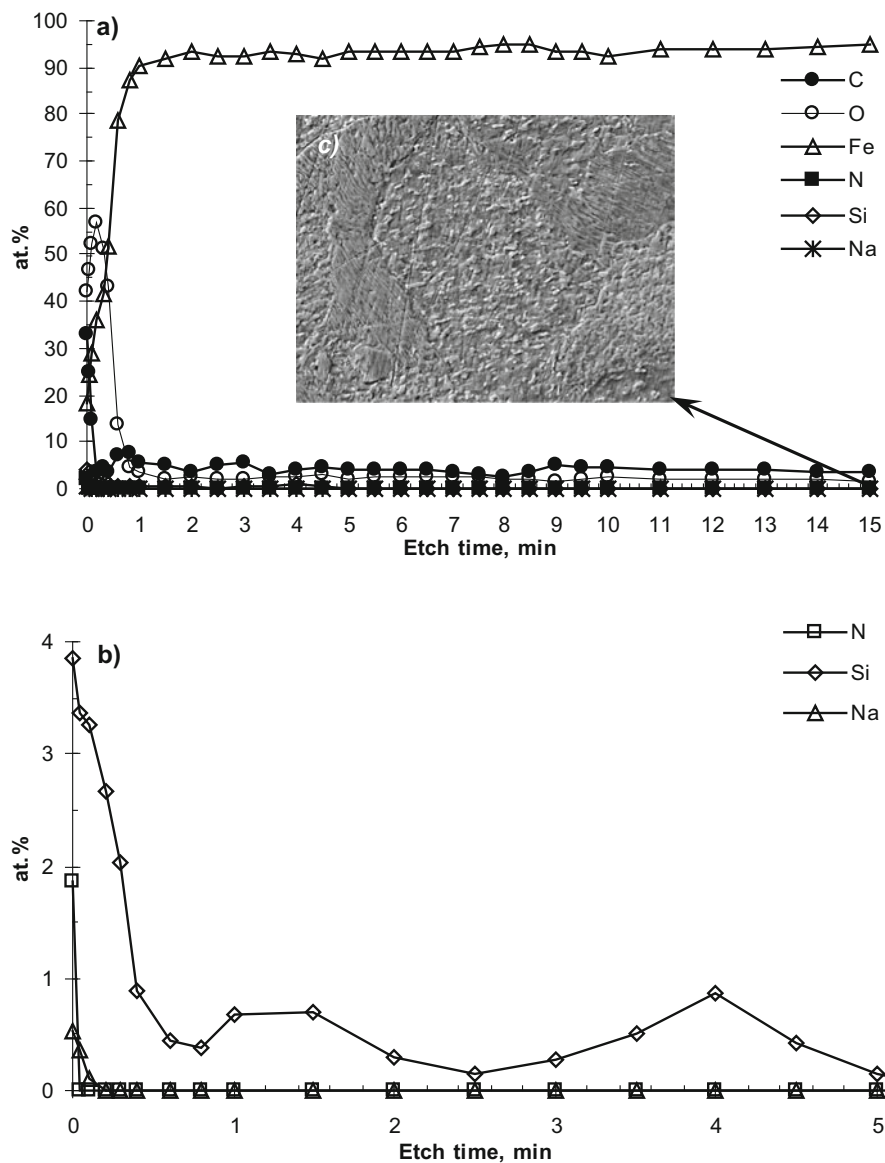 a)
100
90
80
70
60
50
40
30
20
10
0
at.%
C
O
Fe
N
Si
Na
c)
0 1 2 3 4 5 6 7 8 9 10 11 12 13 14 15
Etch time, min
b)
4
3
2
1
0
at.%
N
Si
Na
0 1 2 3 4 5
Etch time, min